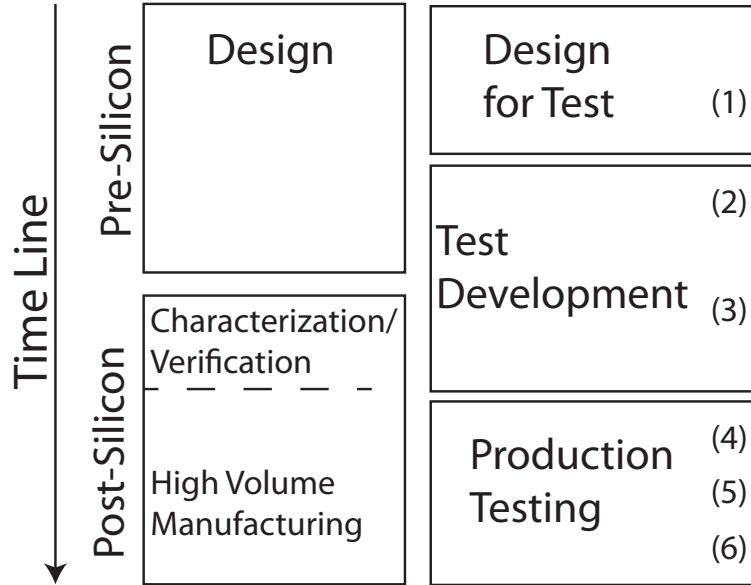 Time Line
Pre-Silicon
Post-Silicon
Design
Characterization/
Verification
High Volume
Manufacturing
Design
for Test
(1)
(2)
Test
Development
(3)
Production
Testing
(4)
(5)
(6)